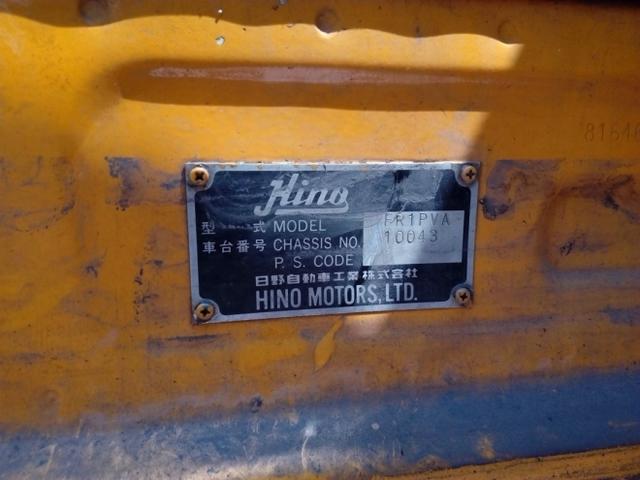 Hino
型 式 MODEL FR1PVA
車台番号 CHASSIS NO. 10043
P. S. CODE
日野自動車工業株式会社
HINO MOTORS, LTD.